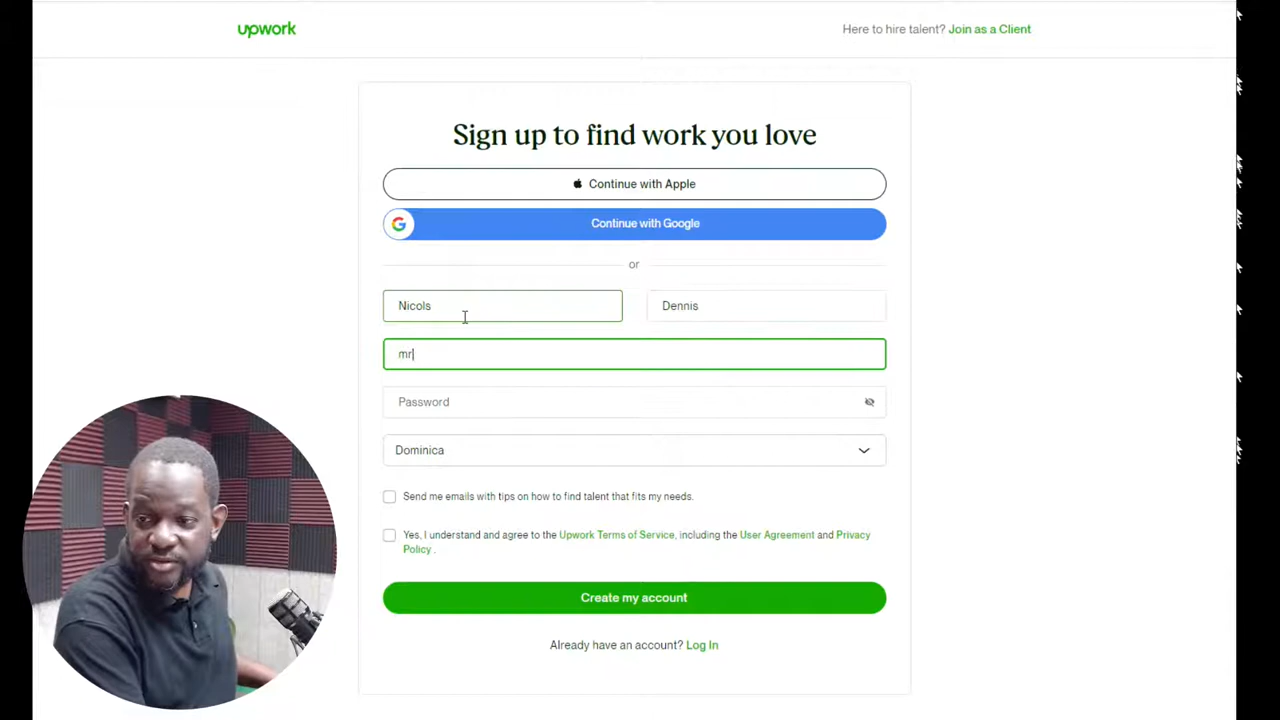 upwork
Here to hire talent? Join as a Client
Sign up to find work you love
Continue with Apple
G Continue with Google
or
Nicols
Dennis
mr
Password
Dominica
Send me emails with tips on how to find talent that fits my needs.
Yes, I understand and agree to the Upwork Terms of Service, including the User Agreement and Privacy
Policy .
Create my account
Already have an account? Log In